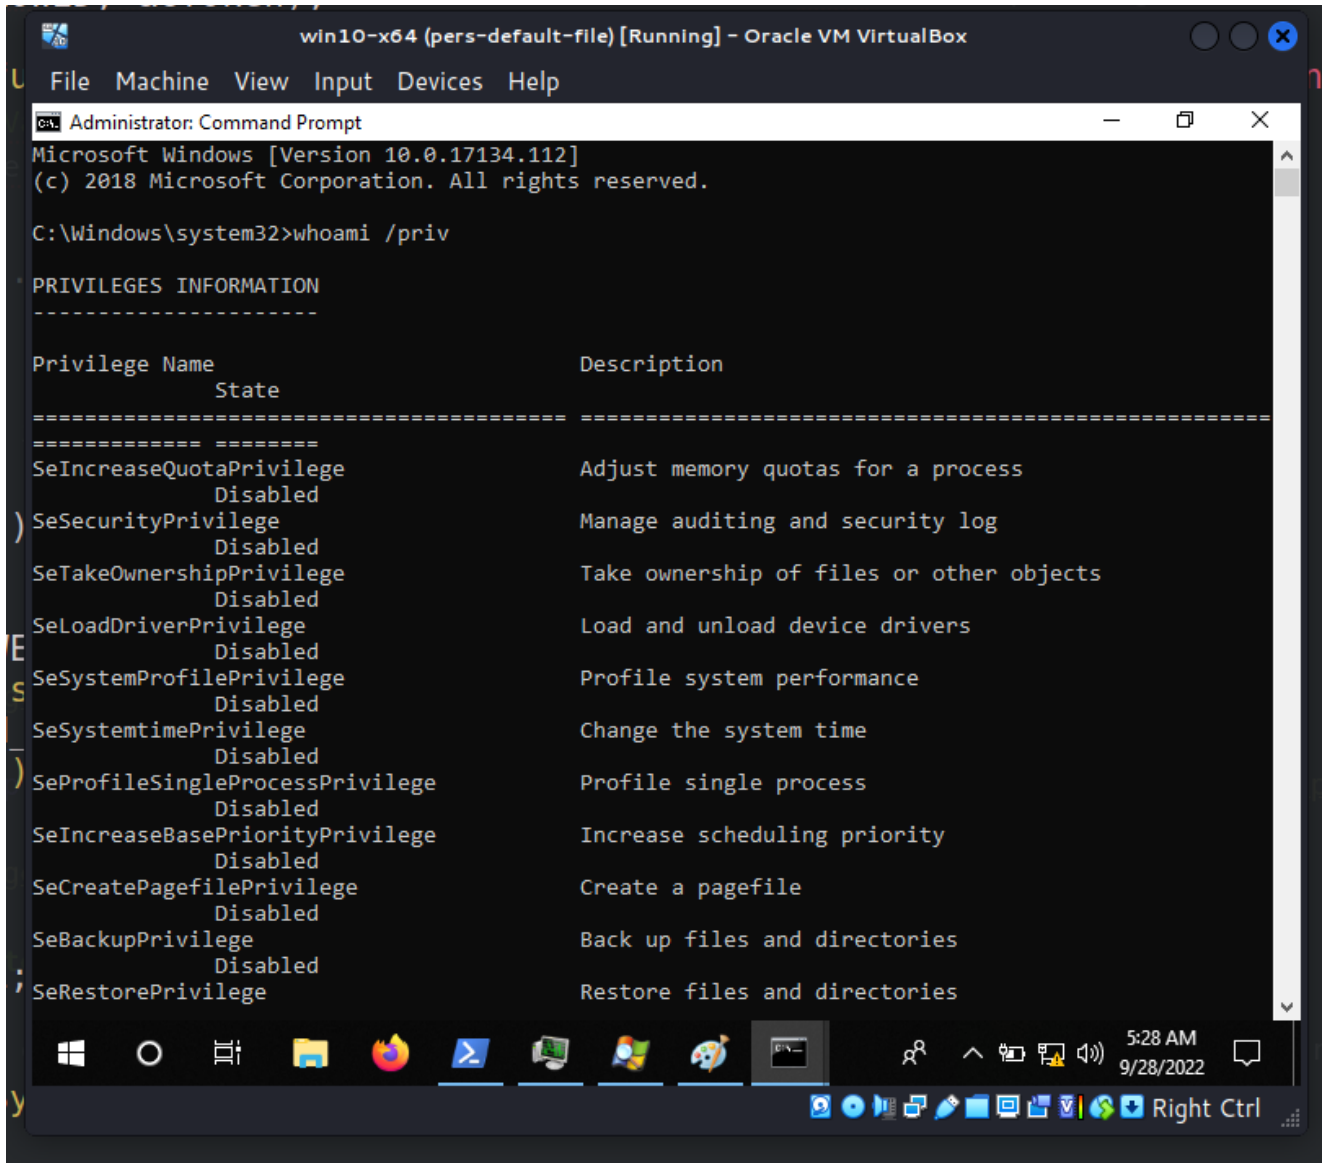 win10-x64 (pers-default-file) [Running] - Oracle VM VirtualBox
File Machine View Input Devices Help
Administrator: Command Prompt
Microsoft Windows [Version 10.0.17134.112]
(c) 2018 Microsoft Corporation. All rights reserved.
C:\Windows\system32>whoami /priv
PRIVILEGES INFORMATION
----------------------
Privilege Name Description
State
========================================= =====================================================
============= ========
SeIncreaseQuotaPrivilege Adjust memory quotas for a process
Disabled
SeSecurityPrivilege Manage auditing and security log
Disabled
SeTakeOwnershipPrivilege Take ownership of files or other objects
Disabled
SeLoadDriverPrivilege Load and unload device drivers
Disabled
SeSystemProfilePrivilege Profile system performance
Disabled
SeSystemtimePrivilege Change the system time
Disabled
SeProfileSingleProcessPrivilege Profile single process
Disabled
SeIncreaseBasePriorityPrivilege Increase scheduling priority
Disabled
SeCreatePagefilePrivilege Create a pagefile
Disabled
SeBackupPrivilege Back up files and directories
Disabled
SeRestorePrivilege Restore files and directories
5:28 AM
9/28/2022
Right Ctrl